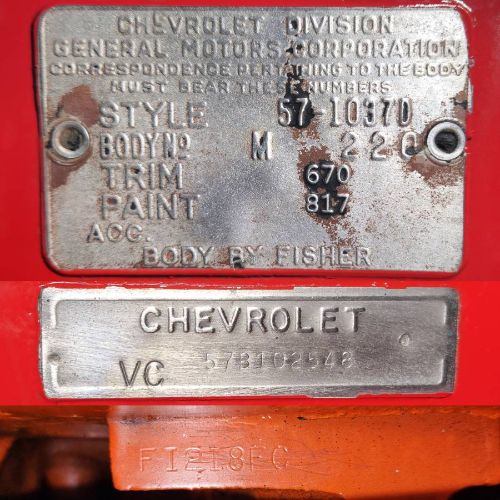 CHEVROLET DIVISION
GENERAL MOTORS CORPORATION
CORRESPONDENCE PERTAINING TO THE BODY
MUST BEAR THESE NUMBERS
STYLE 57-1037D
BODY Nº M 220
TRIM 670
PAINT 817
ACC.
BODY BY FISHER
CHEVROLET
VC 57B102548
F1218FC